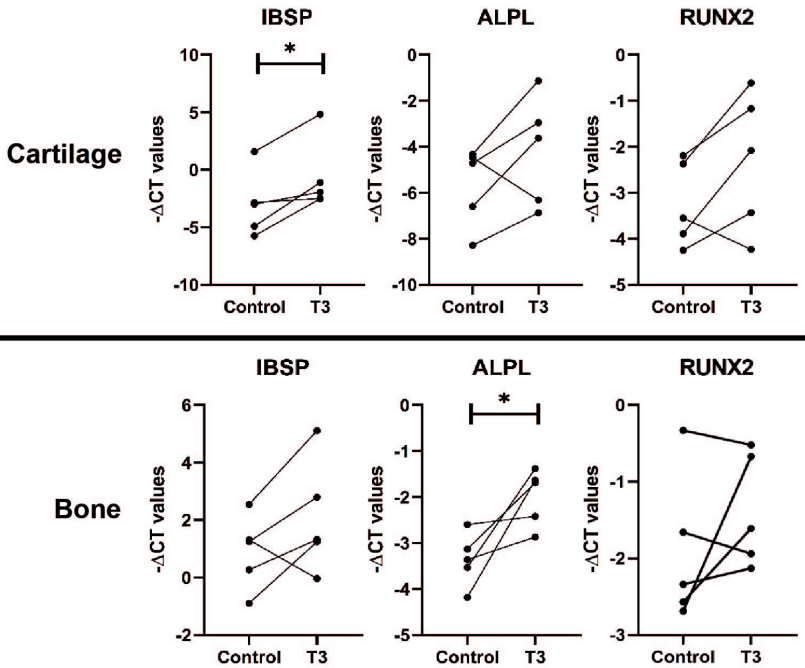 IBSP ALPL RUNX2
*
Cartilage
-ΔCT values
10
5
0
-5
-10
Control T3
-ΔCT values
0
-2
-4
-6
-8
-10
Control T3
-ΔCT values
0
-1
-2
-3
-4
-5
Control T3
IBSP ALPL RUNX2
*
Bone
-ΔCT values
6
4
2
0
-2
Control T3
-ΔCT values
0
-1
-2
-3
-4
-5
Control T3
-ΔCT values
0
-1
-2
-3
Control T3